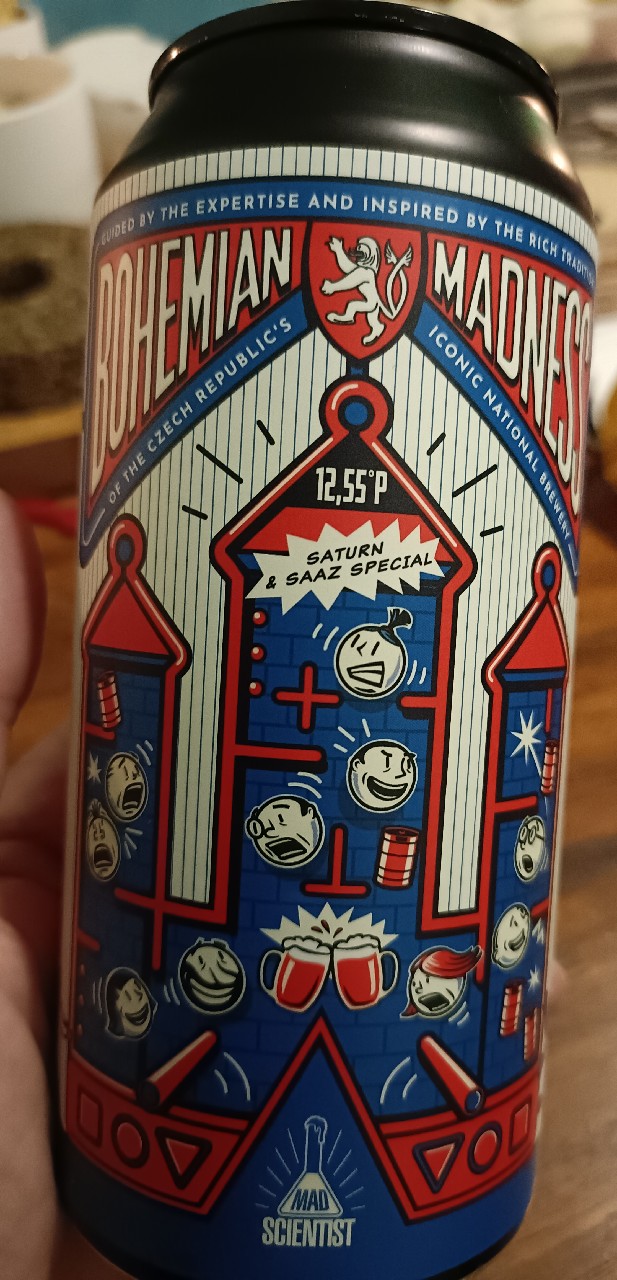 GUIDED BY THE EXPERTISE AND INSPIRED BY THE RICH TRADITION
BOHEMIAN MADNESS
OF THE CZECH REPUBLIC'S ICONIC NATIONAL BREWERY
12,55°P
SATURN
& SAAZ SPECIAL
MAD
SCIENTIST